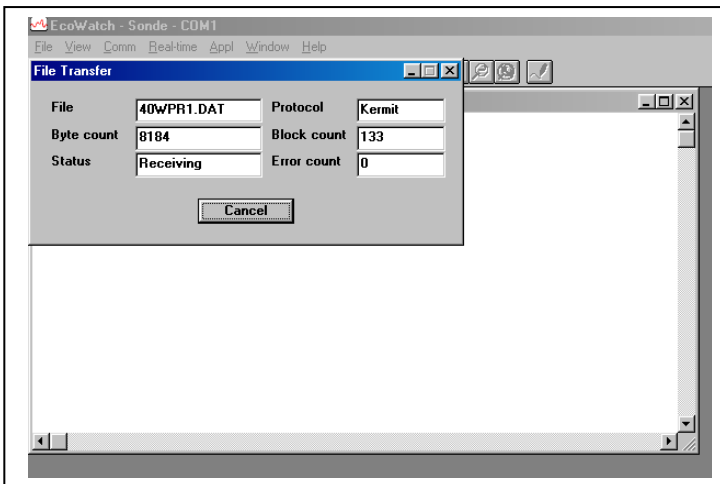 EcoWatch - Sonde - COM1
File View Comm Real-time Appl Window Help
File Transfer
File 40WPR1.DAT Protocol Kermit
Byte count 8184 Block count 133
Status Receiving Error count 0
Cancel